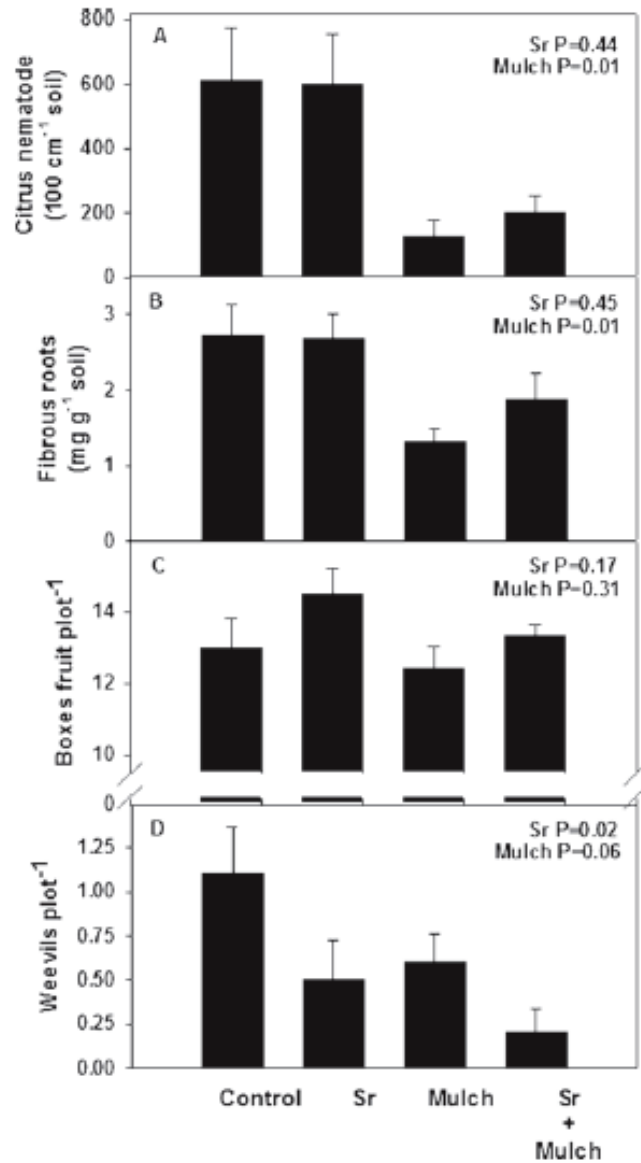 A
Sr P=0.44
Mulch P=0.01
Citrus nematode
(100 cm⁻¹ soil)
800
600
400
200
0
B
Sr P=0.45
Mulch P=0.01
Fibrous roots
(mg g⁻¹ soil)
3
2
1
0
C
Sr P=0.17
Mulch P=0.31
Boxes fruit plot⁻¹
14
12
10
0
D
Sr P=0.02
Mulch P=0.06
Weevils plot⁻¹
1.25
1.00
0.75
0.50
0.25
0.00
Control Sr Mulch Sr
+
Mulch